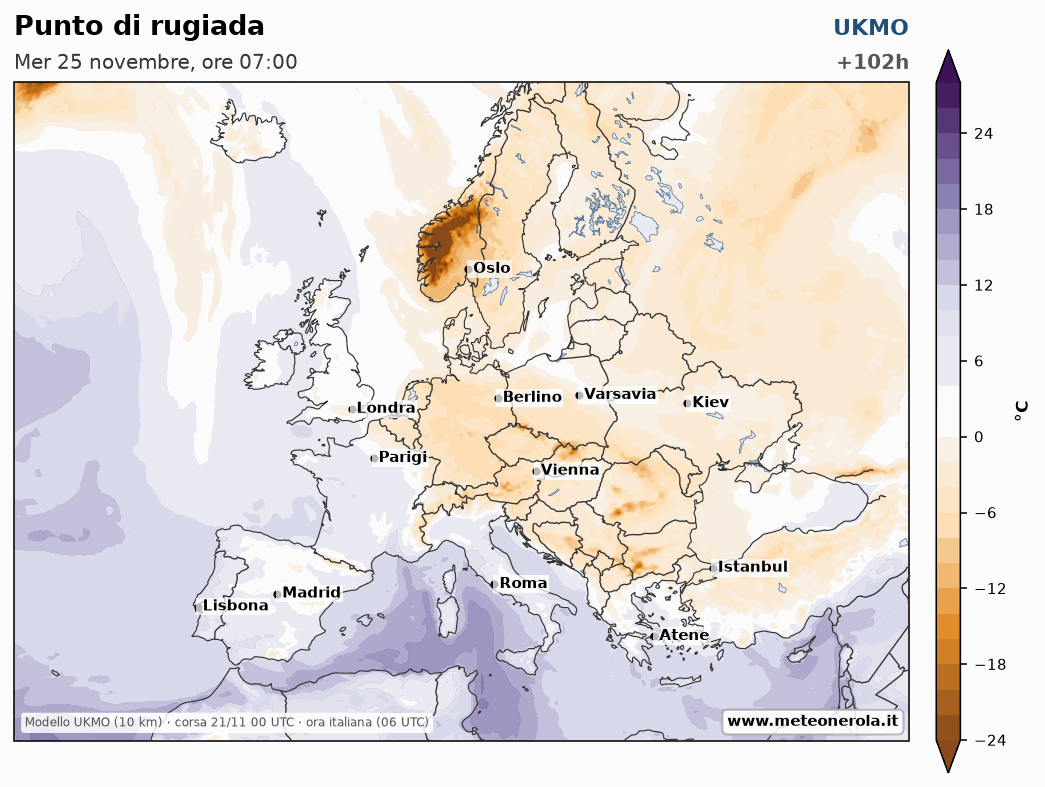 Punto di rugiada
UKMO
Mer 25 novembre, ore 07:00
+102h
24
18
12
6
0
−6
−12
−18
−24
°C
Oslo
Berlino
Varsavia
Kiev
Londra
Parigi
Vienna
Istanbul
Roma
Madrid
Lisbona
Atene
Modello UKMO (10 km) · corsa 21/11 00 UTC · ora italiana (06 UTC)
www.meteonerola.it